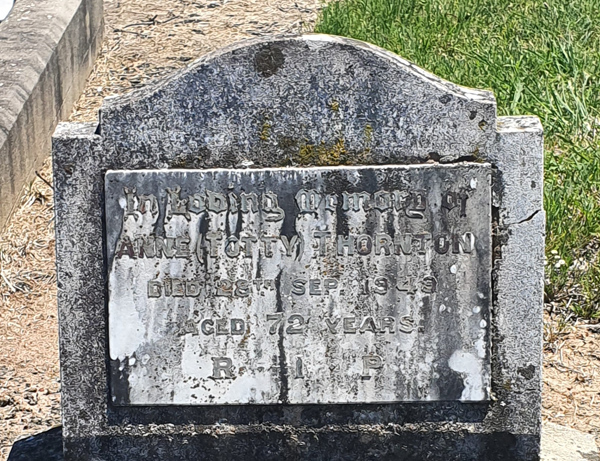 In Loving Memory of
ANNE (TOTTY) THORNTON
DIED 28TH SEP. 1949
AGED 72 YEARS.
R. I. P.